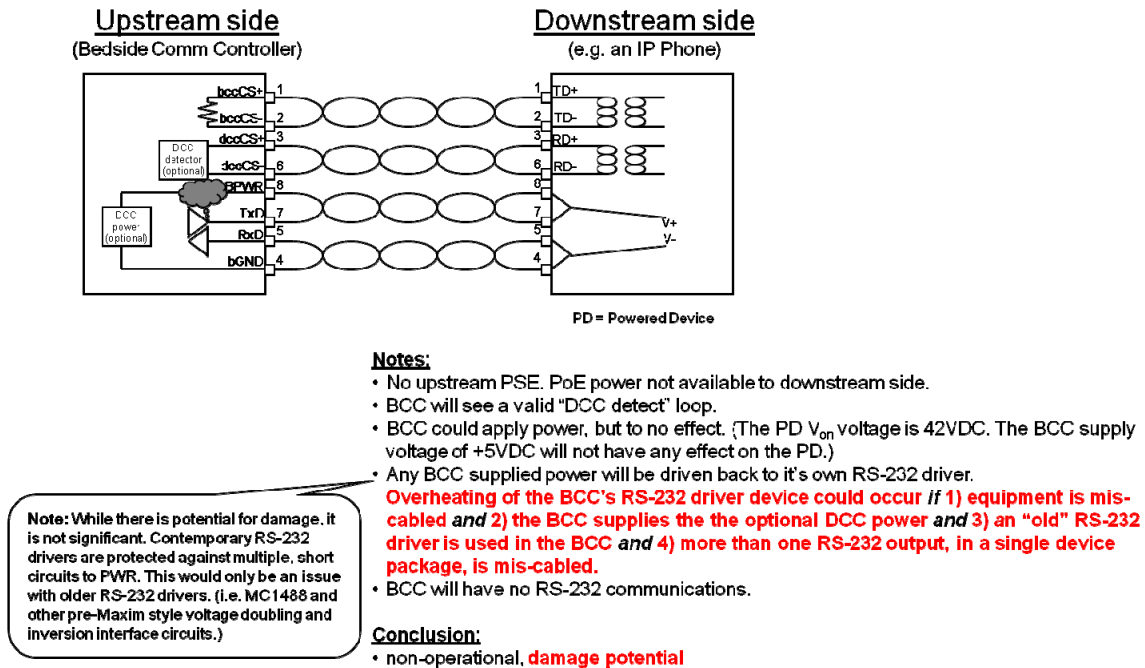 Upstream side
(Bedside Comm Controller)
Downstream side
(e.g. an IP Phone)
bccCS+ 1
bccCS- 2
dccCS+ 3
dccCS- 6
BPWR 8
TxD 7
RxD 5
bGND 4
DCC
detector
(optional)
DCC
power
(optional)
1 TD+
2 TD-
3 RD+
6 RD-
8
7
5
4
V+
V-
PD = Powered Device
Notes:
• No upstream PSE. PoE power not available to downstream side.
• BCC will see a valid “DCC detect” loop.
• BCC could apply power, but to no effect. (The PD Von voltage is 42VDC. The BCC supply
voltage of +5VDC will not have any effect on the PD.)
• Any BCC supplied power will be driven back to it’s own RS-232 driver.
Overheating of the BCC’s RS-232 driver device could occur if 1) equipment is mis-
cabled and 2) the BCC supplies the the optional DCC power and 3) an “old” RS-232
driver is used in the BCC and 4) more than one RS-232 output, in a single device
package, is mis-cabled.
• BCC will have no RS-232 communications.
Conclusion:
• non-operational, damage potential
Note: While there is potential for damage. it
is not significant. Contemporary RS-232
drivers are protected against multiple, short
circuits to PWR. This would only be an issue
with older RS-232 drivers. (i.e. MC1488 and
other pre-Maxim style voltage doubling and
inversion interface circuits.)